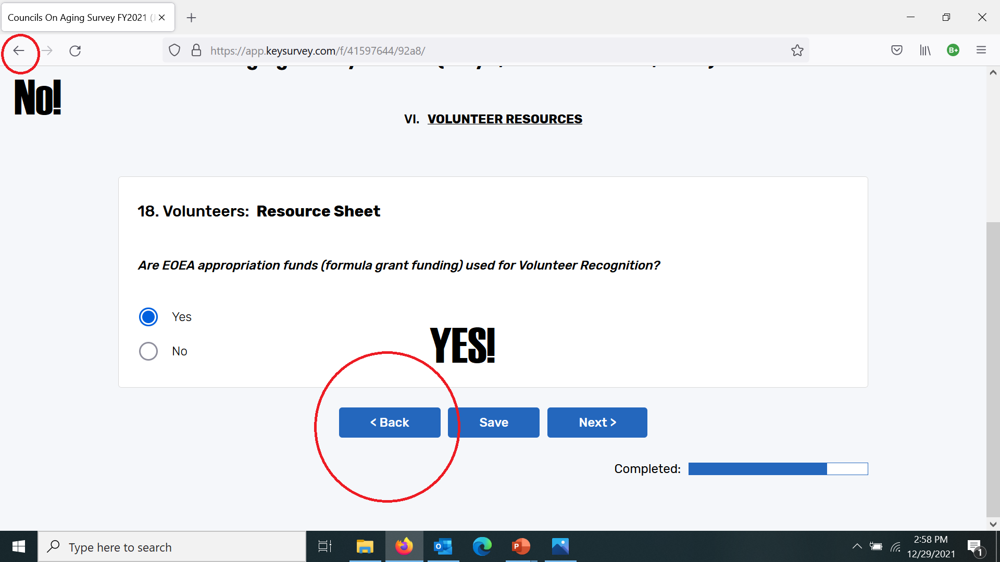 Councils On Aging Survey FY2021 (J
https://app.keysurvey.com/f/41597644/92a8/
B+
No!
VI. VOLUNTEER RESOURCES
18. Volunteers: Resource Sheet
Are EOEA appropriation funds (formula grant funding) used for Volunteer Recognition?
Yes
No
YES!
< Back Save Next >
Completed:
Type here to search
2:58 PM
12/29/2021
1